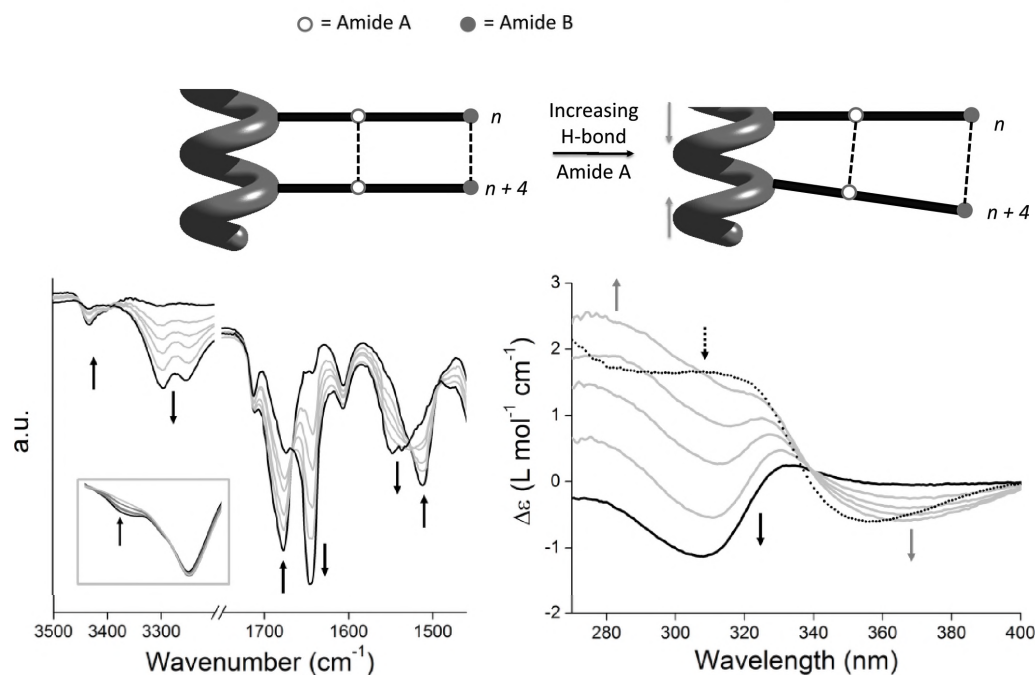 = Amide A = Amide B
n
n + 4
Increasing
H-bond
Amide A
n
n + 4
a.u.
3500 3400 3300 1700 1600 1500
Wavenumber (cm-1)
3
2
1
0
-1
-2
Δε (L mol-1 cm-1)
280 300 320 340 360 380 400
Wavelength (nm)